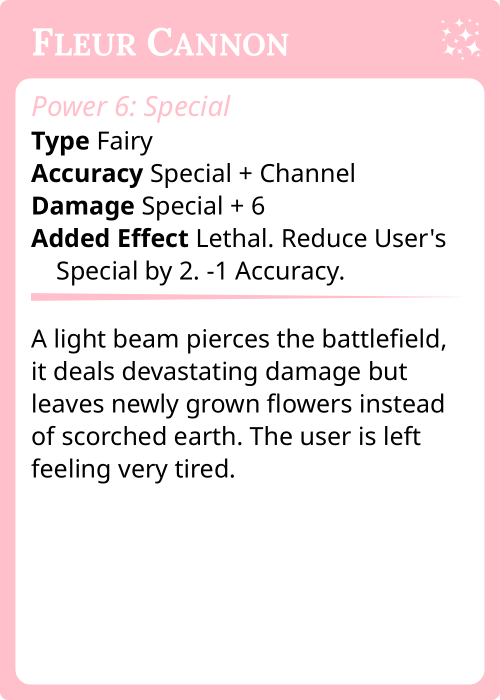 Fleur Cannon
Power 6: Special
Type Fairy
Accuracy Special + Channel
Damage Special + 6
Added Effect Lethal. Reduce User's
Special by 2. -1 Accuracy.
A light beam pierces the battlefield,
it deals devastating damage but
leaves newly grown flowers instead
of scorched earth. The user is left
feeling very tired.